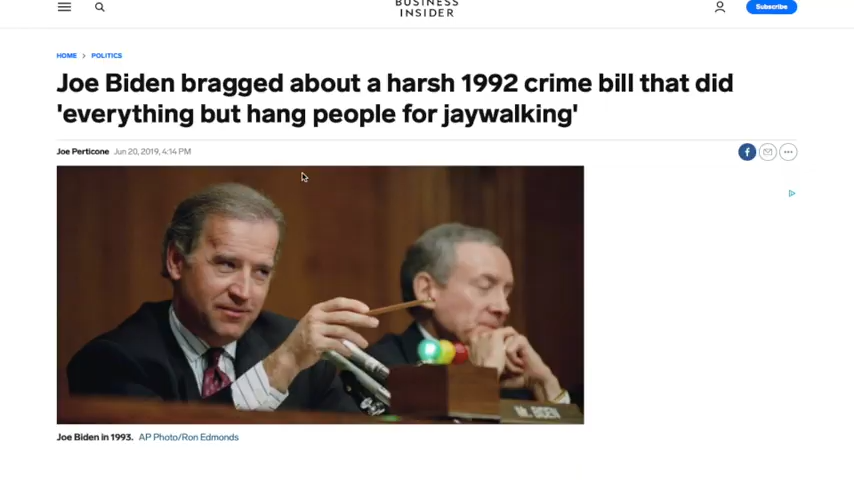 BUSINESS
INSIDER
Subscribe
HOME > POLITICS
Joe Biden bragged about a harsh 1992 crime bill that did
'everything but hang people for jaywalking'
Joe Perticone Jun 20, 2019, 4:14 PM
Joe Biden in 1993. AP Photo/Ron Edmonds